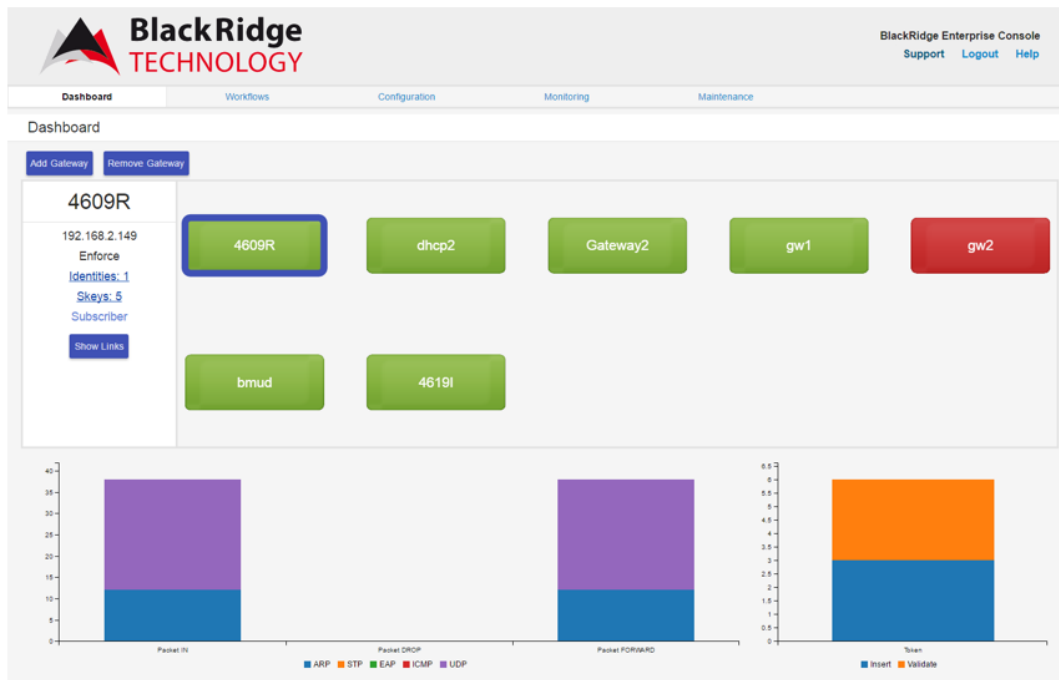 BlackRidge
TECHNOLOGY
BlackRidge Enterprise Console
Support Logout Help
Dashboard Workflows Configuration Monitoring Maintenance
Dashboard
Add Gateway Remove Gateway
4609R
192.168.2.149
Enforce
Identities: 1
Skeys: 5
Subscriber
Show Links
4609R dhcp2 Gateway2 gw1 gw2
bmud 4619I
40
35
30
25
20
15
10
5
0
Packet IN Packet DROP Packet FORWARD
ARP STP EAP ICMP UDP
6.5
6
5.5
5
4.5
4
3.5
3
2.5
2
1.5
1
0.5
0
Token
Insert Validate